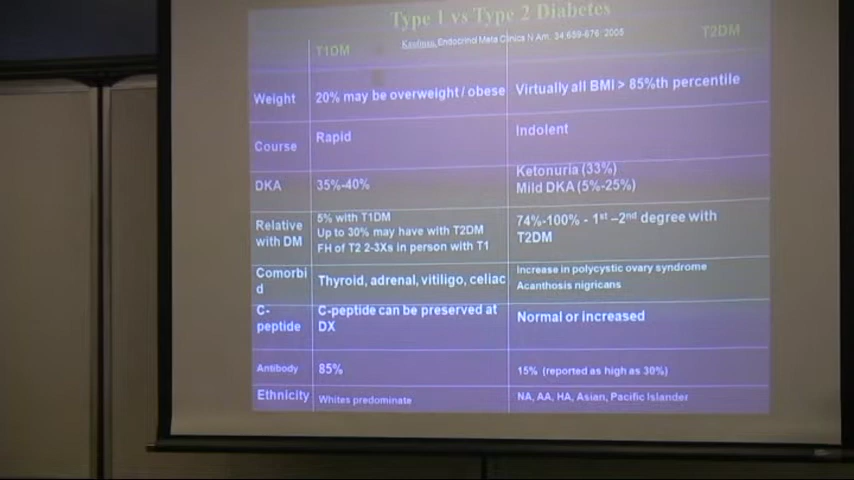 Type 1 vs Type 2 Diabetes
Kaufman, Endocrinol Meta Clinics N Am, 34;659-676, 2005
T1DM T2DM
Weight 20% may be overweight / obese Virtually all BMI > 85%th percentile
Course Rapid Indolent
DKA 35%-40% Ketonuria (33%)
Mild DKA (5%-25%)
Relative with DM 5% with T1DM
Up to 30% may have with T2DM
FH of T2 2-3Xs in person with T1
74%-100% - 1st –2nd degree with
T2DM
Comorbi
d
Thyroid, adrenal, vitiligo, celiac
Increase in polycystic ovary syndrome
Acanthosis nigricans
C-
peptide
C-peptide can be preserved at
DX
Normal or increased
Antibody 85% 15% (reported as high as 30%)
Ethnicity Whites predominate NA, AA, HA, Asian, Pacific Islander